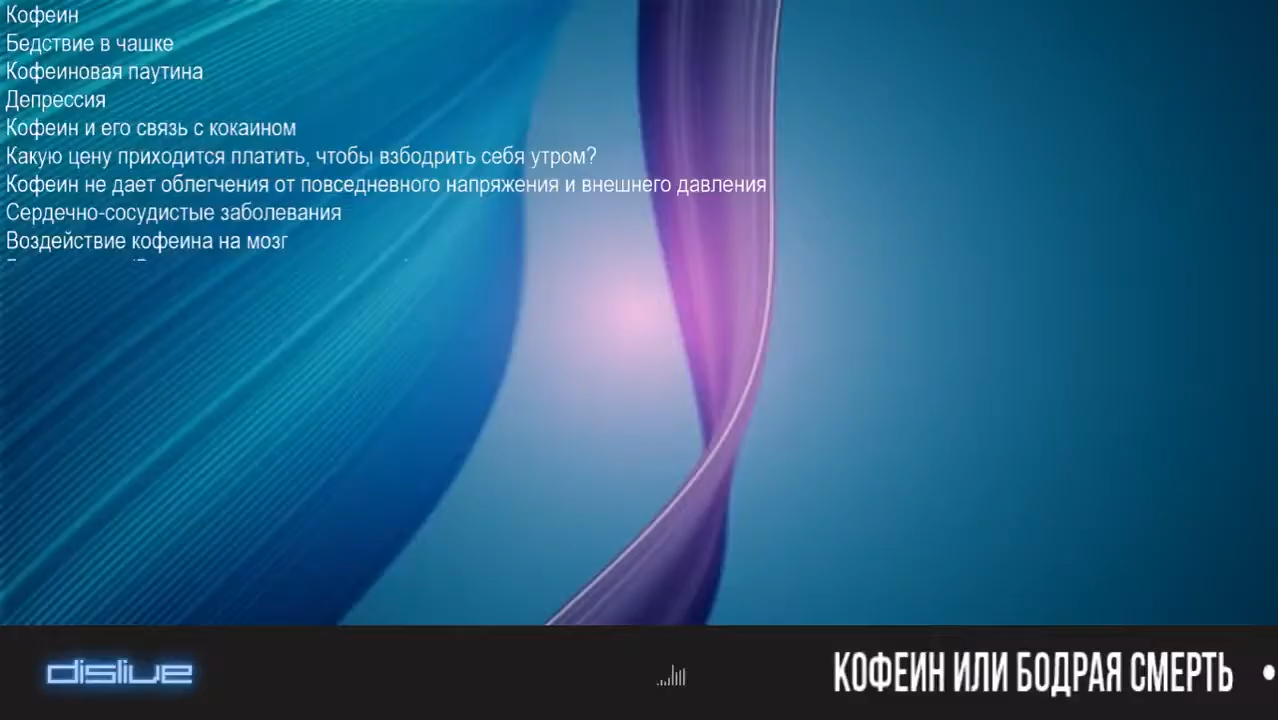 Кофеин
Бедствие в чашке
Кофеиновая паутина
Депрессия
Кофеин и его связь с кокаином
Какую цену приходится платить, чтобы взбодрить себя утром?
Кофеин не дает облегчения от повседневного напряжения и внешнего давления
Сердечно-сосудистые заболевания
Воздействие кофеина на мозг
dislive
КОФЕИН ИЛИ БОДРАЯ СМЕРТЬ •